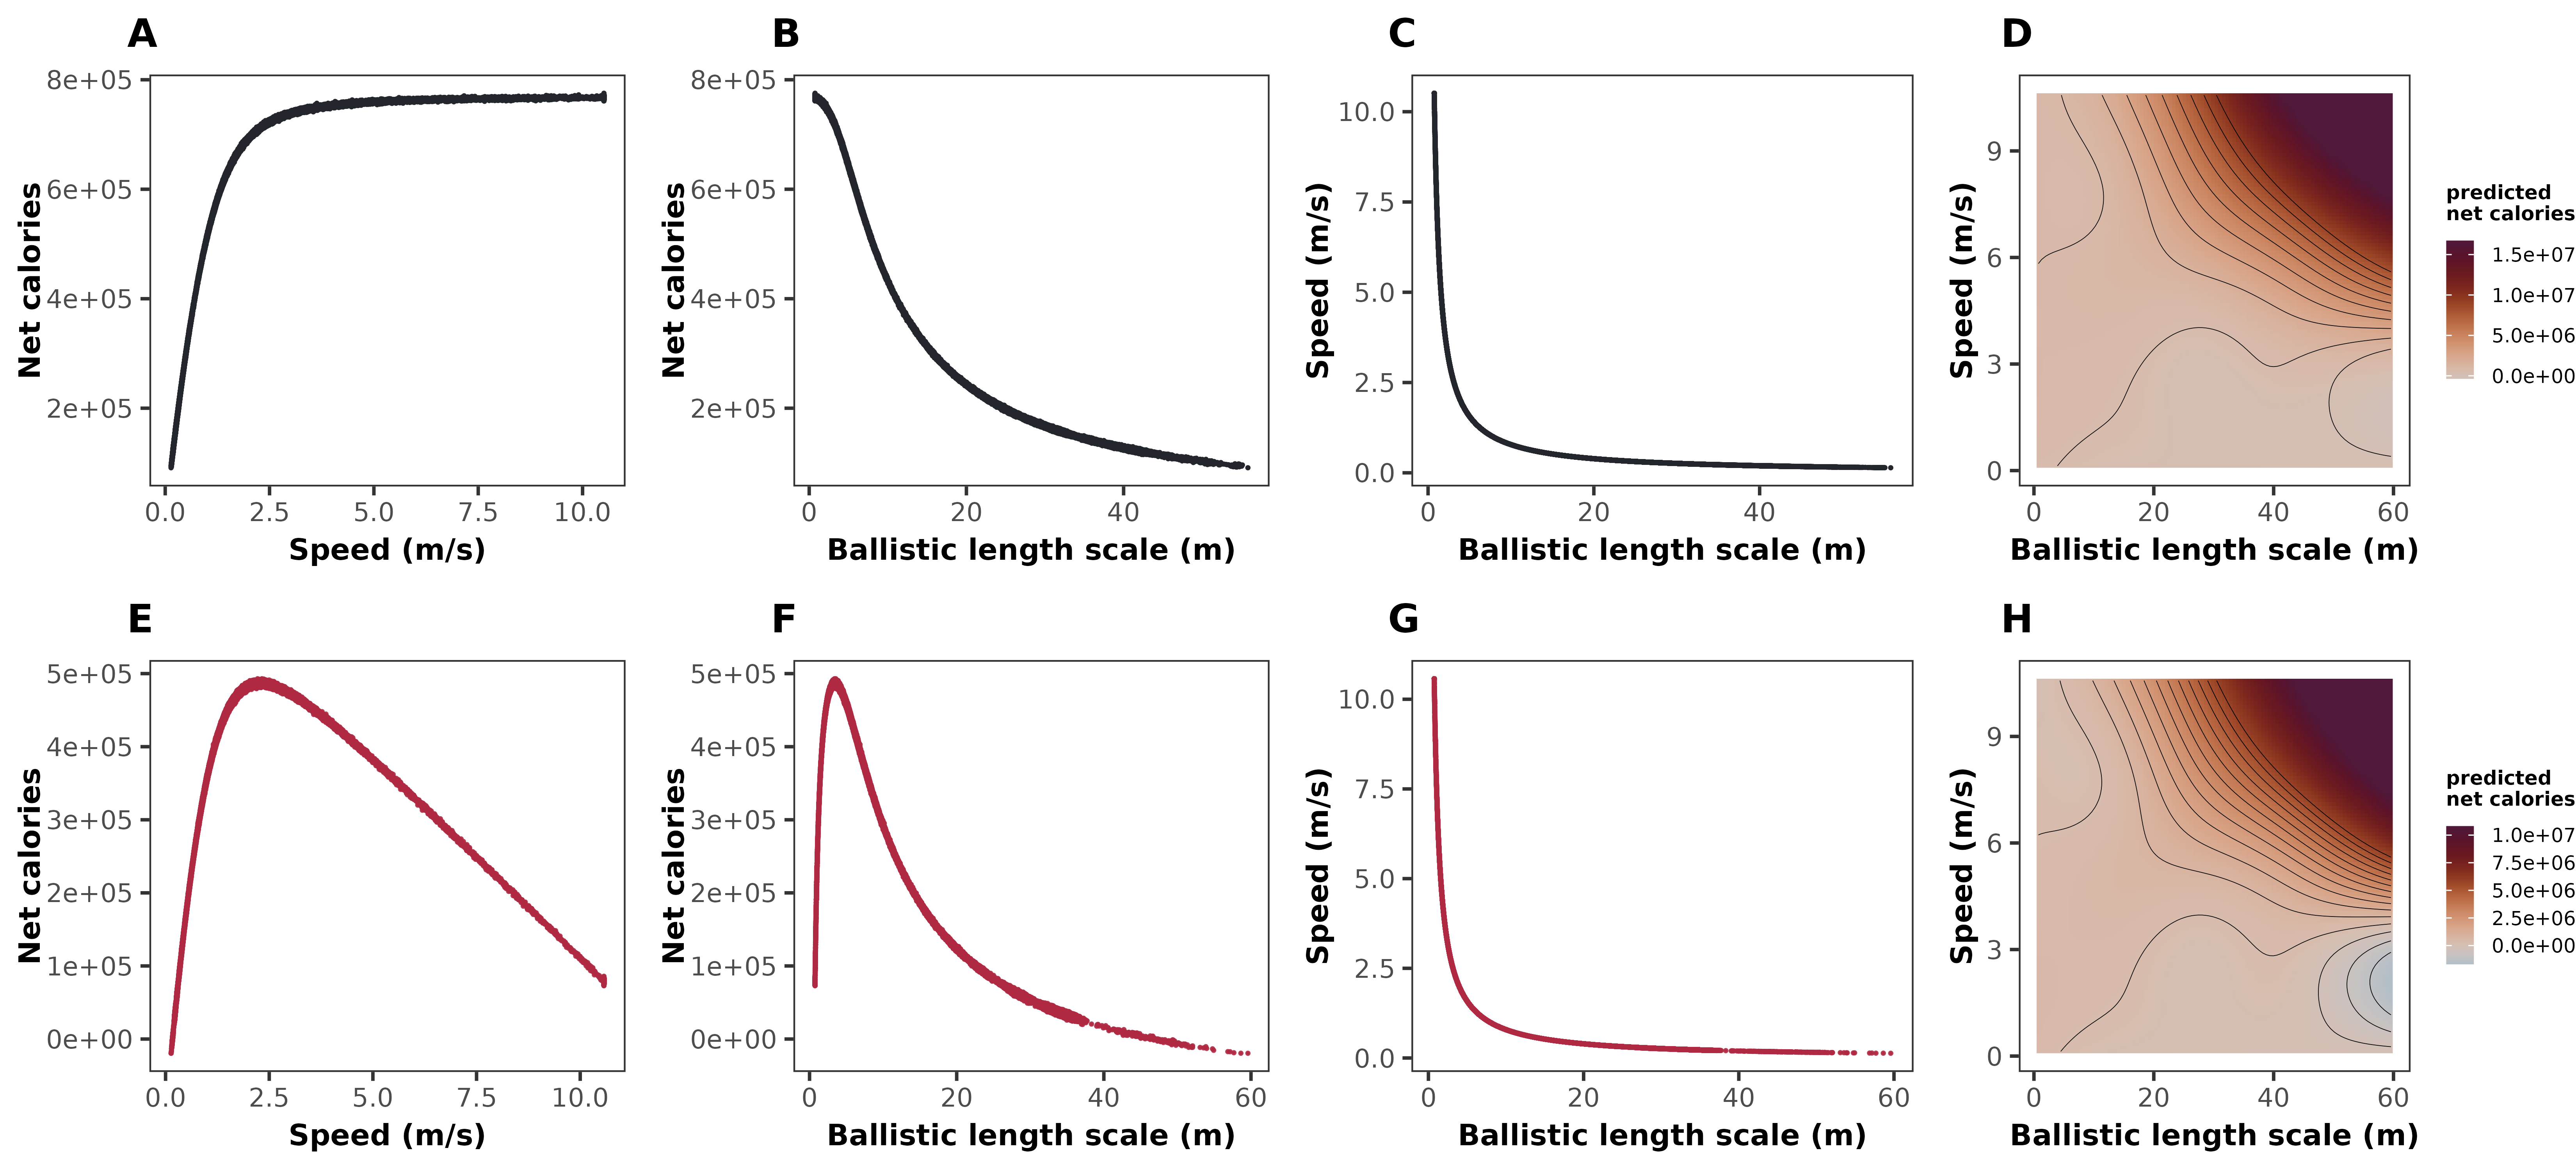 A
8e+05
6e+05
4e+05
2e+05
Net calories
0.0 2.5 5.0 7.5 10.0
Speed (m/s)
B
8e+05
6e+05
4e+05
2e+05
Net calories
0 20 40
Ballistic length scale (m)
C
10.0
7.5
5.0
2.5
0.0
Speed (m/s)
0 20 40
Ballistic length scale (m)
D
9
6
3
0
Speed (m/s)
0 20 40 60
Ballistic length scale (m)
predicted
net calories
1.5e+07
1.0e+07
5.0e+06
0.0e+00
E
5e+05
4e+05
3e+05
2e+05
1e+05
0e+00
Net calories
0.0 2.5 5.0 7.5 10.0
Speed (m/s)
F
5e+05
4e+05
3e+05
2e+05
1e+05
0e+00
Net calories
0 20 40 60
Ballistic length scale (m)
G
10.0
7.5
5.0
2.5
0.0
Speed (m/s)
0 20 40 60
Ballistic length scale (m)
H
9
6
3
0
Speed (m/s)
0 20 40 60
Ballistic length scale (m)
predicted
net calories
1.0e+07
7.5e+06
5.0e+06
2.5e+06
0.0e+00